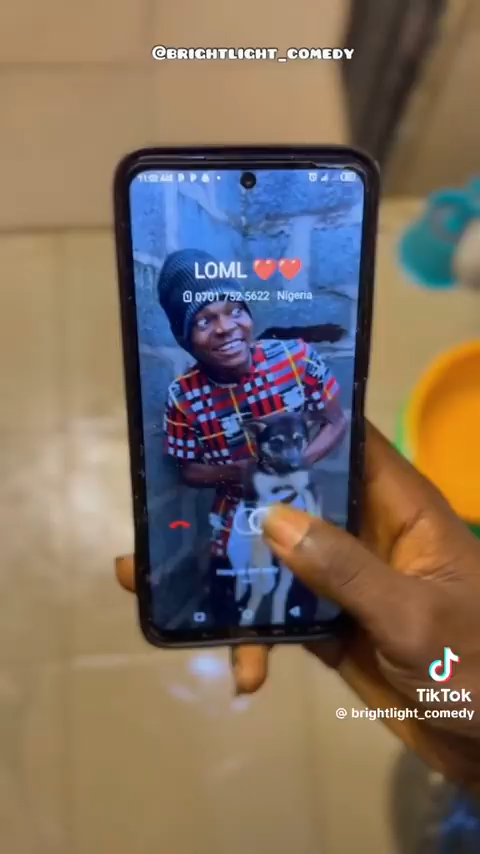 @BRIGHTLIGHT_COMEDY
11:02 AM
LOML ❤️❤️
0701 752 5622 Nigeria
TikTok
@ brightlight_comedy